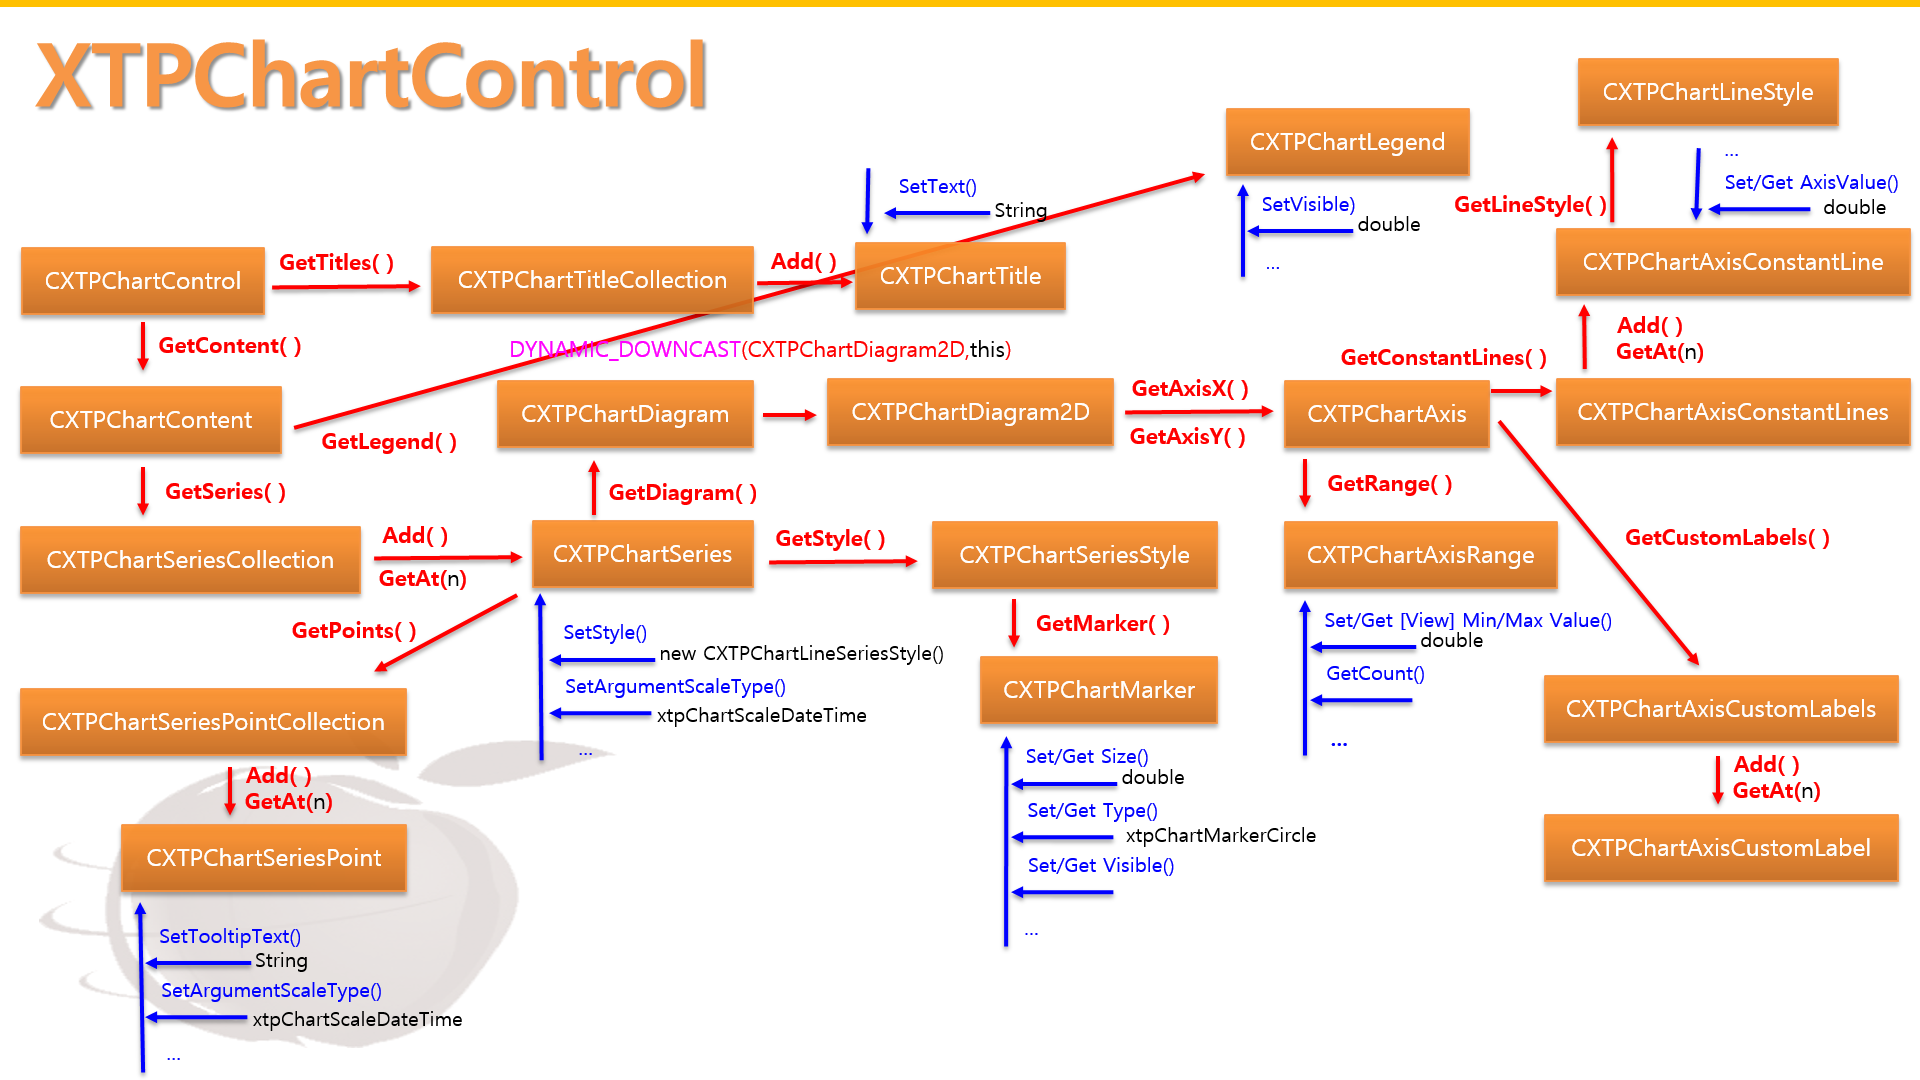 XTPChartControl
CXTPChartLineStyle
CXTPChartLegend
...
Set/Get AxisValue()
double
GetLineStyle( )
SetText()
String
SetVisible)
double
...
CXTPChartControl
GetTitles( )
CXTPChartTitleCollection
Add( )
CXTPChartTitle
CXTPChartAxisConstantLine
GetContent( )
DYNAMIC_DOWNCAST(CXTPChartDiagram2D,this)
Add( )
GetAt(n)
GetConstantLines( )
CXTPChartContent
GetLegend( )
CXTPChartDiagram
CXTPChartDiagram2D
GetAxisX( )
GetAxisY( )
CXTPChartAxis
CXTPChartAxisConstantLines
GetSeries( )
GetDiagram( )
GetRange( )
GetCustomLabels( )
CXTPChartSeriesCollection
Add( )
GetAt(n)
CXTPChartSeries
GetStyle( )
CXTPChartSeriesStyle
CXTPChartAxisRange
GetPoints( )
SetStyle()
new CXTPChartLineSeriesStyle()
SetArgumentScaleType()
xtpChartScaleDateTime
...
GetMarker( )
Set/Get [View] Min/Max Value()
double
GetCount()
...
CXTPChartSeriesPointCollection
CXTPChartMarker
CXTPChartAxisCustomLabels
Add( )
GetAt(n)
Set/Get Size()
double
Set/Get Type()
xtpChartMarkerCircle
Set/Get Visible()
...
Add( )
GetAt(n)
CXTPChartSeriesPoint
CXTPChartAxisCustomLabel
SetTooltipText()
String
SetArgumentScaleType()
xtpChartScaleDateTime
...